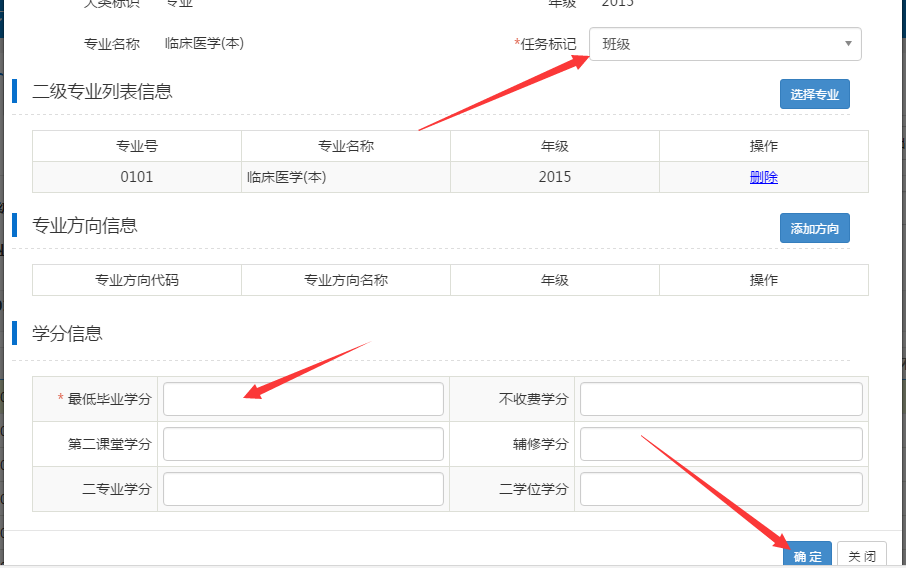 大类标识 专业 年级 2015
专业名称 临床医学(本) *任务标记 班级
二级专业列表信息 选择专业
专业号 专业名称 年级 操作
0101 临床医学(本) 2015 删除
专业方向信息 添加方向
专业方向代码 专业方向名称 年级 操作
学分信息
* 最低毕业学分 不收费学分
第二课堂学分 辅修学分
二专业学分 二学位学分
确定 关闭